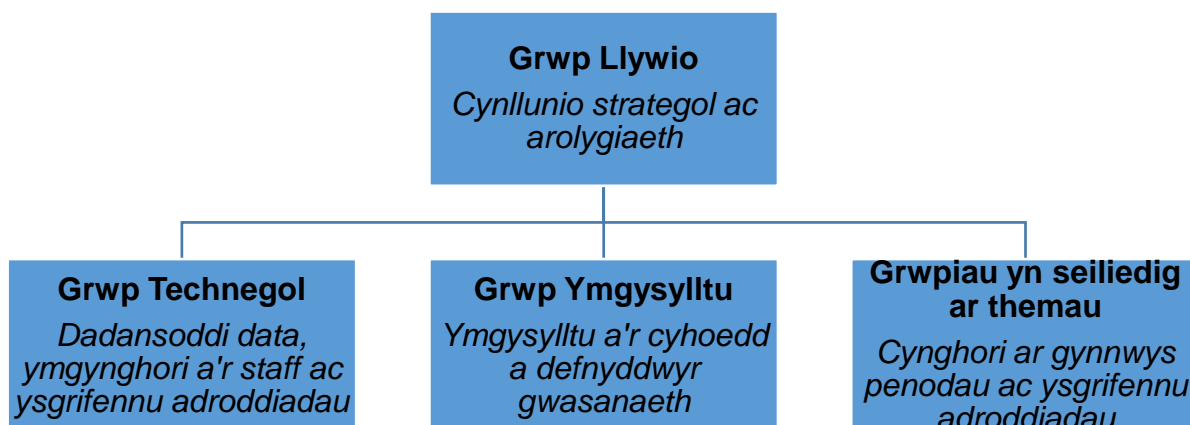 Grwp Llywio
Cynllunio strategol ac
arolygiaeth
Grwp Technegol
Dadansoddi data,
ymgynghori a'r staff ac
ysgrifennu adroddiadau
Grwp Ymgysylltu
Ymgysylltu a'r cyhoedd
a defnyddwyr
gwasanaeth
Grwpiau yn seiliedig
ar themau
Cynghori ar gynnwys
penodau ac ysgrifennu
adroddiadau